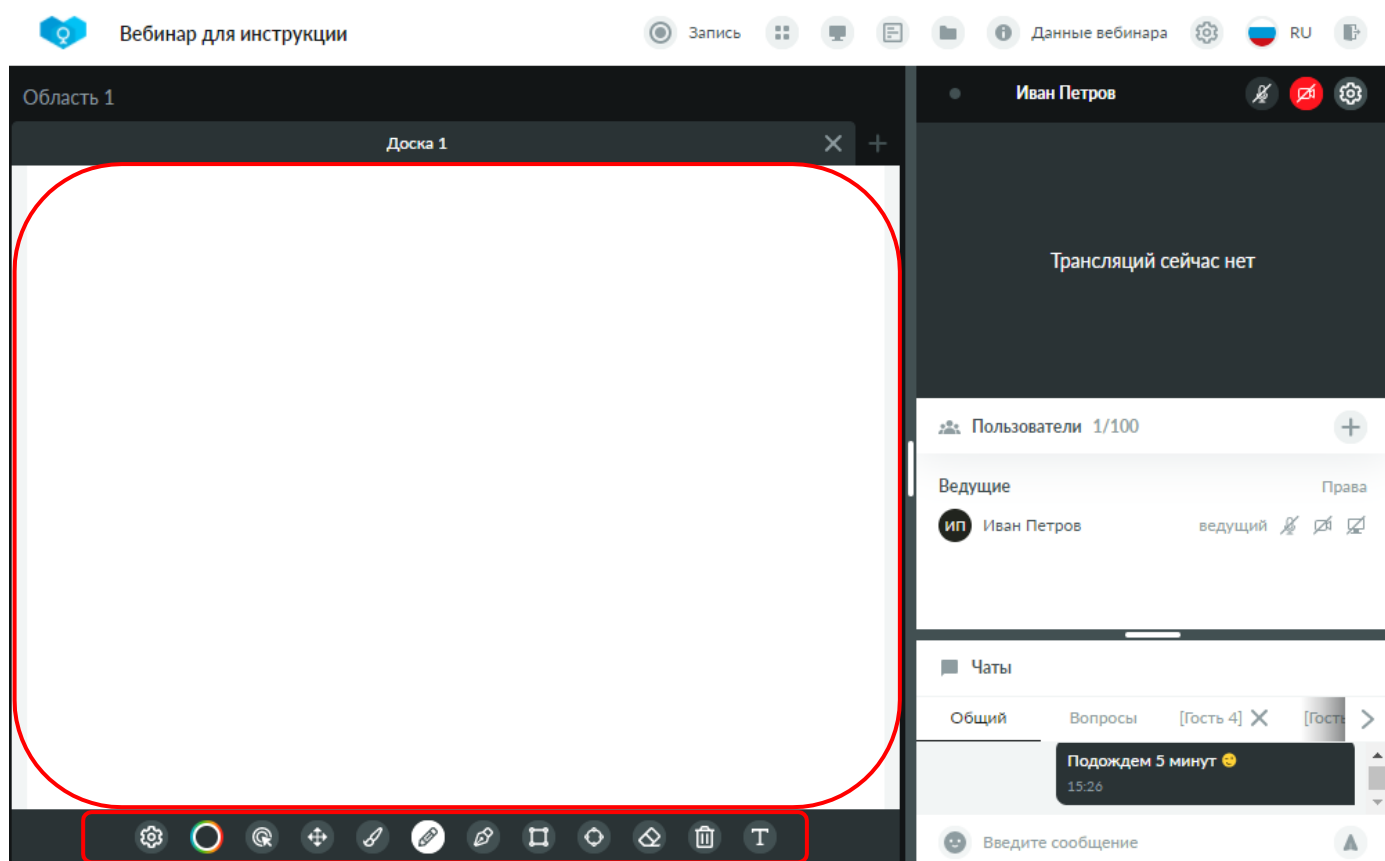 Вебинар для инструкции
Запись
Данные вебинара
RU
Область 1
Доска 1
Иван Петров
Трансляций сейчас нет
Пользователи 1/100
Ведущие Права
ИП Иван Петров ведущий
Чаты
Общий Вопросы [Гость 4]
Подождем 5 минут
15:26
Введите сообщение
T